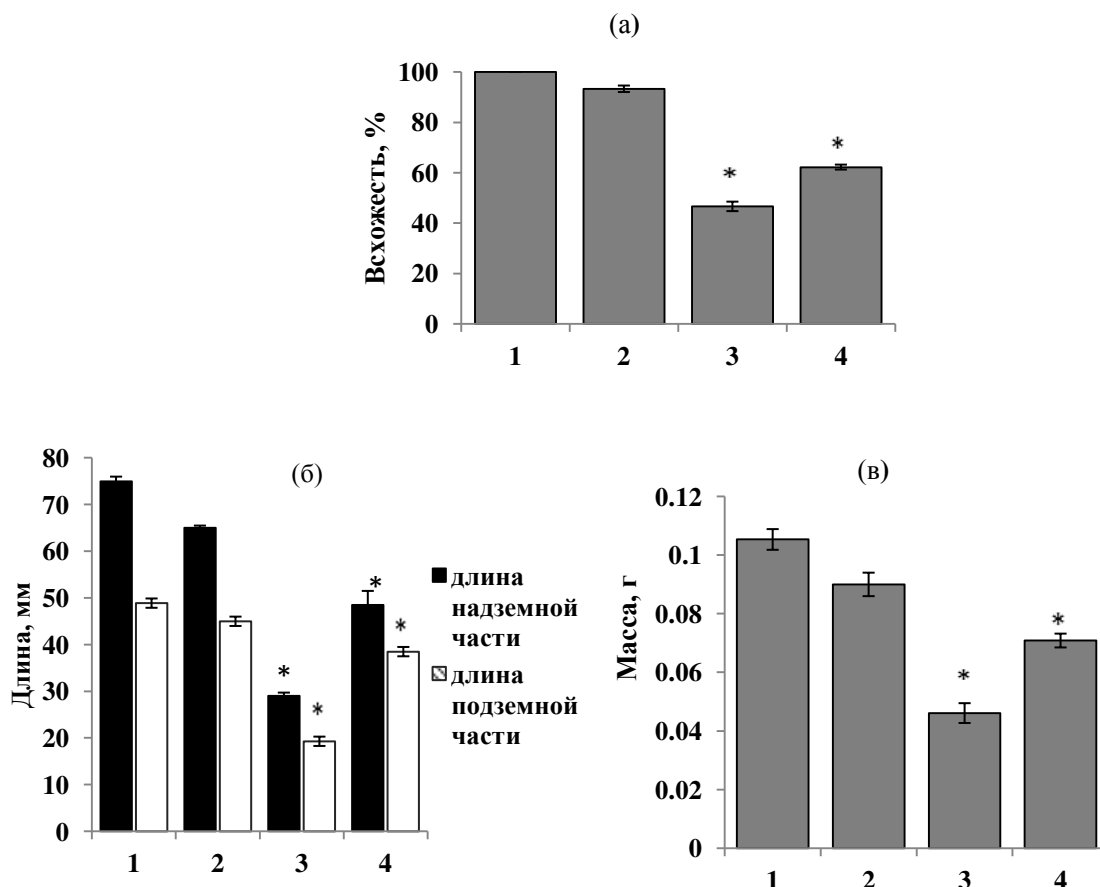 (а)
Всхожесть, %
100
80
60
40
20
0
*
*
1 2 3 4
(б)
Длина, мм
80
70
60
50
40
30
20
10
0
*
*
*
*
1 2 3 4
длина
надземной
части
длина
подземной
части
(в)
Масса, г
0.12
0.1
0.08
0.06
0.04
0.02
0
*
*
1 2 3 4